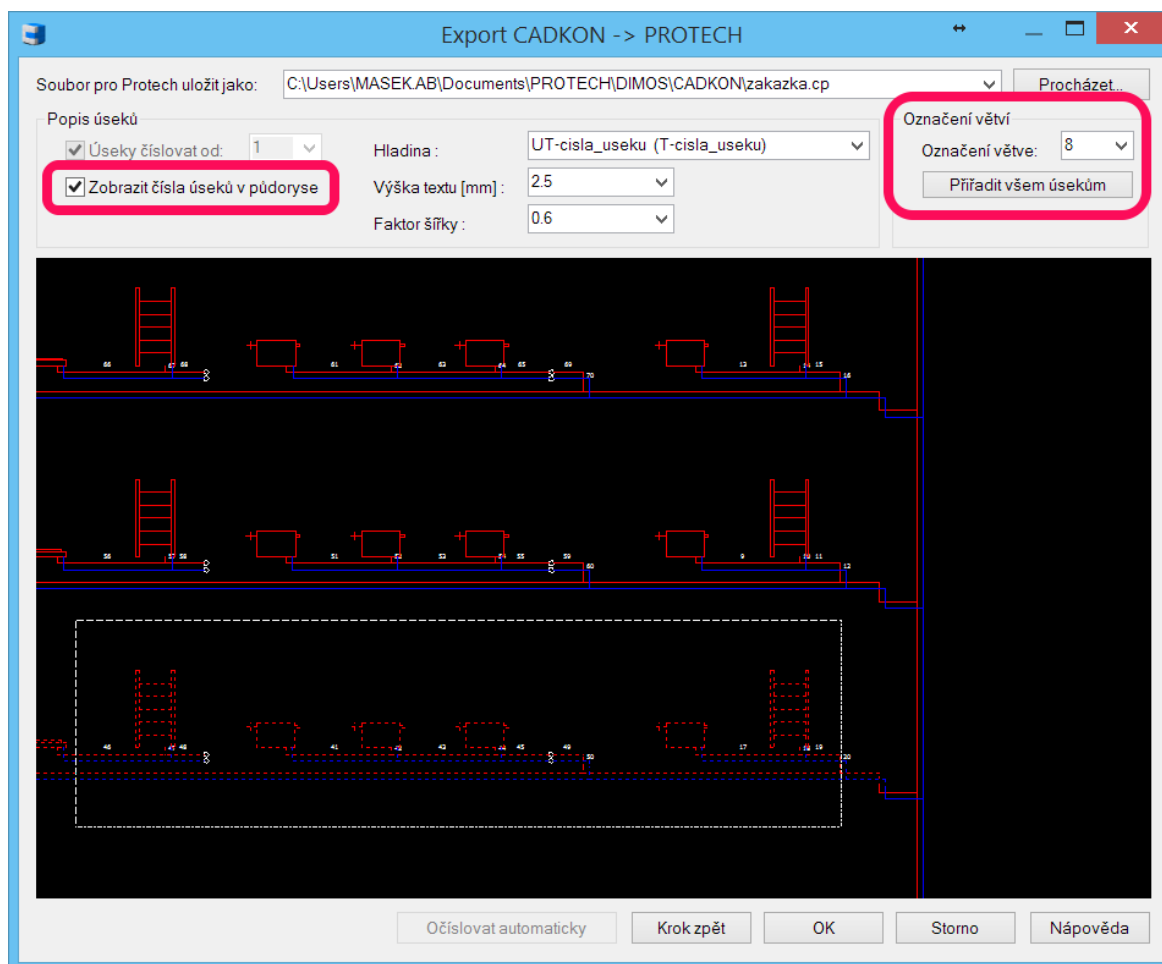 Export CADKON -> PROTECH
Soubor pro Protech uložit jako: C:\Users\MASEK.AB\Documents\PROTECH\DIMOS\CADKON\zakazka.cp Procházet...
Popis úseků Označení větví
Úseky číslovat od: 1 Hladina : UT-cisla_useku (T-cisla_useku) Označení větve: 8
Zobrazit čísla úseků v půdoryse Výška textu [mm] : 2.5 Přiřadit všem úsekům
Faktor šířky : 0.6
66 67 68 61 62 63 64 65 69 13 14 15
70 16
56 57 58 51 52 53 54 55 59 9 10 11
60 12
46 47 48 41 42 43 44 45 49 17 18 19
50 20
Očíslovat automaticky Krok zpět OK Storno Nápověda